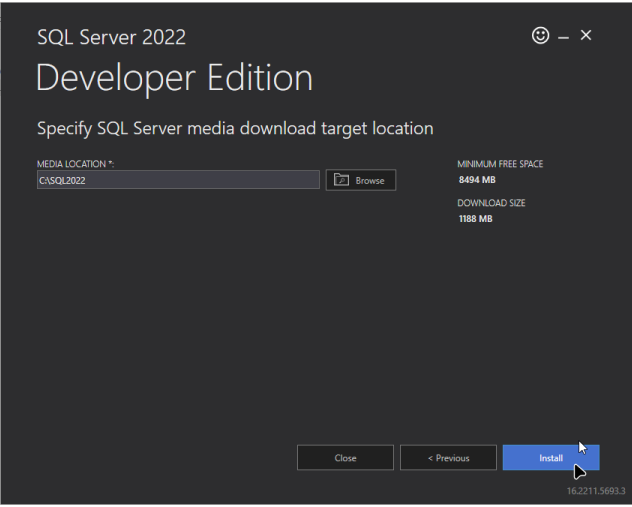 SQL Server 2022
Developer Edition
Specify SQL Server media download target location
MEDIA LOCATION *:
C:\SQL2022
Browse
MINIMUM FREE SPACE
8494 MB
DOWNLOAD SIZE
1188 MB
Close
< Previous
Install
16.2211.5693.3